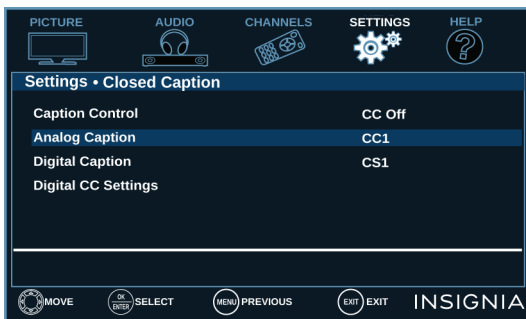 PICTURE AUDIO CHANNELS SETTINGS HELP
Settings • Closed Caption
Caption Control CC Off
Analog Caption CC1
Digital Caption CS1
Digital CC Settings
MOVE OK ENTER SELECT MENU PREVIOUS EXIT EXIT INSIGNIA